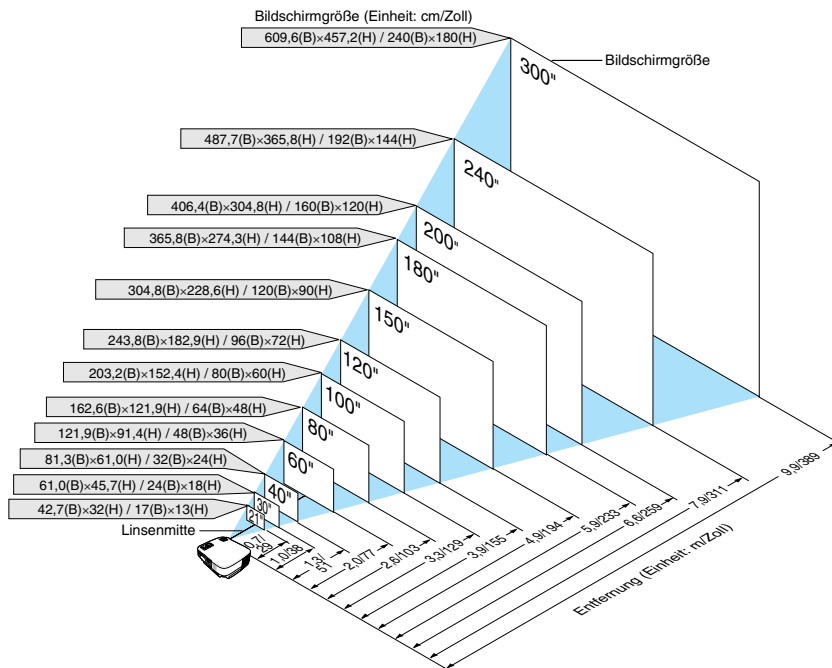 Bildschirmgröße (Einheit: cm/Zoll)
609,6(B)×457,2(H) / 240(B)×180(H)
Bildschirmgröße
300"
487,7(B)×365,8(H) / 192(B)×144(H)
240"
406,4(B)×304,8(H) / 160(B)×120(H)
200"
365,8(B)×274,3(H) / 144(B)×108(H)
180"
304,8(B)×228,6(H) / 120(B)×90(H)
150"
243,8(B)×182,9(H) / 96(B)×72(H)
120"
203,2(B)×152,4(H) / 80(B)×60(H)
100"
162,6(B)×121,9(H) / 64(B)×48(H)
80"
121,9(B)×91,4(H) / 48(B)×36(H)
60"
81,3(B)×61,0(H) / 32(B)×24(H)
40"
61,0(B)×45,7(H) / 24(B)×18(H)
30"
42,7(B)×32(H) / 17(B)×13(H)
21"
Linsenmitte
0,7/
29
1,0/38
1,3/
51
2,0/77
2,6/103
3,3/129
3,9/155
4,9/194
5,9/233
6,6/259
7,9/311
9,9/389
Entfernung (Einheit: m/Zoll)